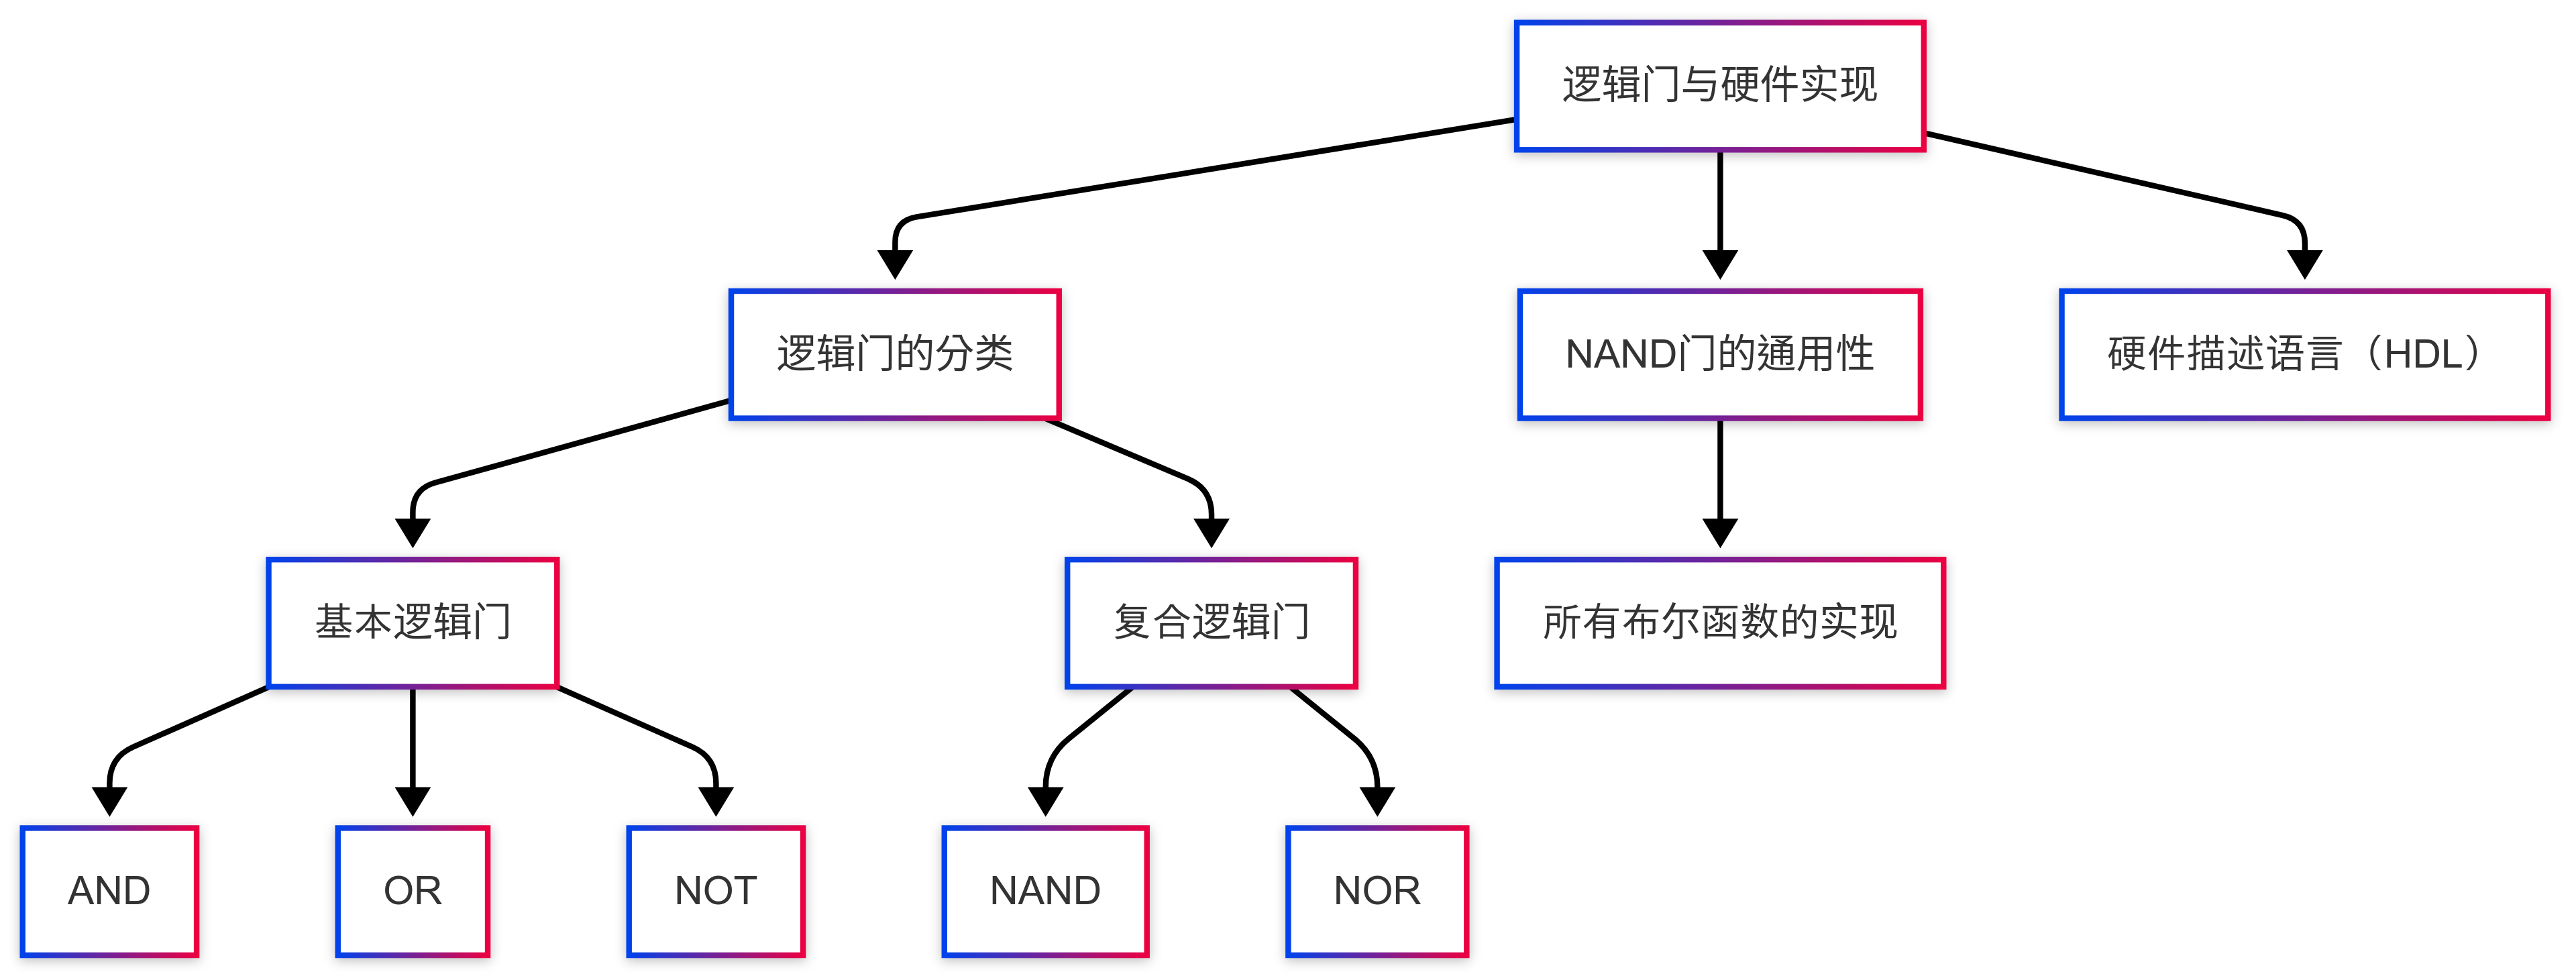 逻辑门与硬件实现
逻辑门的分类
NAND门的通用性
硬件描述语言（HDL）
基本逻辑门
复合逻辑门
所有布尔函数的实现
AND
OR
NOT
NAND
NOR